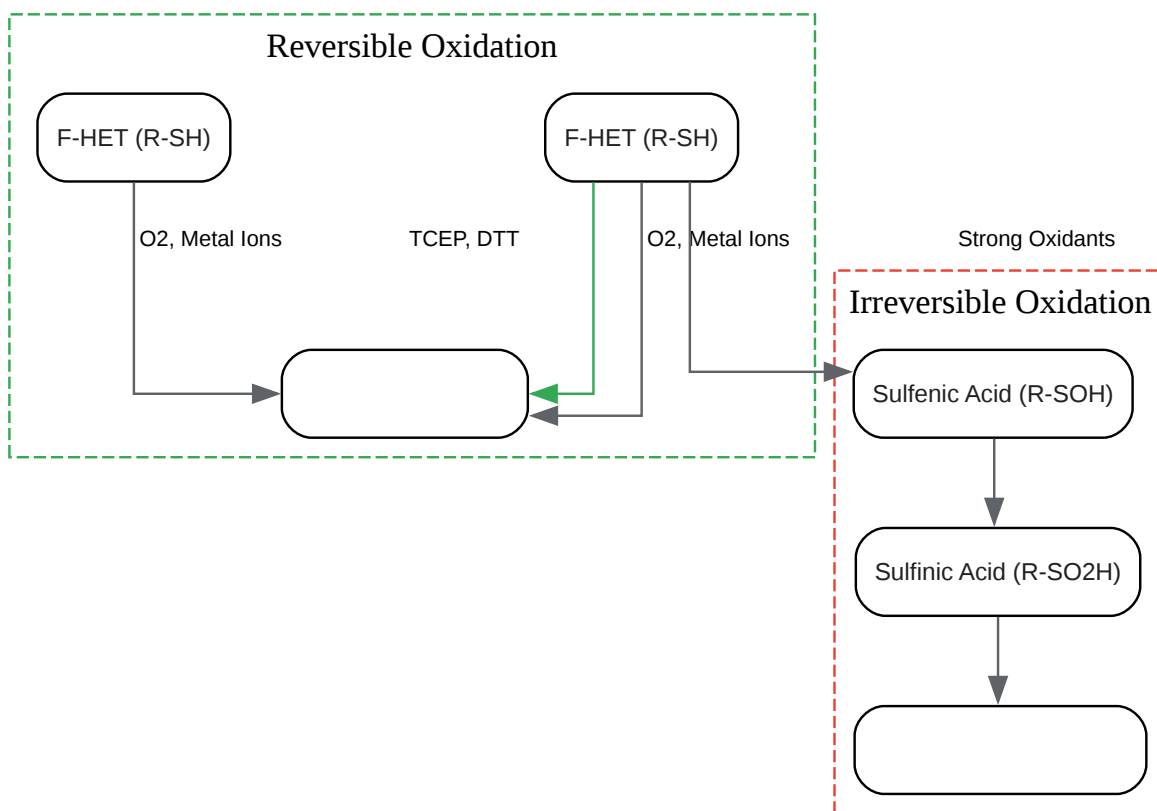 Reversible Oxidation
F-HET (R-SH)
F-HET (R-SH)
O2, Metal Ions
TCEP, DTT
O2, Metal Ions
Strong Oxidants
Irreversible Oxidation
Sulfenic Acid (R-SOH)
Sulfinic Acid (R-SO2H)